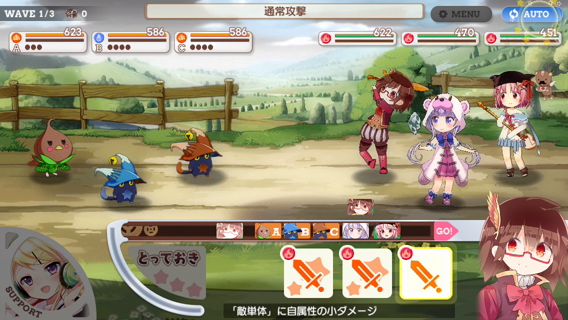 WAVE 1/3 0
通常攻撃
MENU
AUTO
623
A
586
B
586
C
622
470
451
A B C GO!
とっておき
SUPPORT
「敵単体」に自属性の小ダメージ